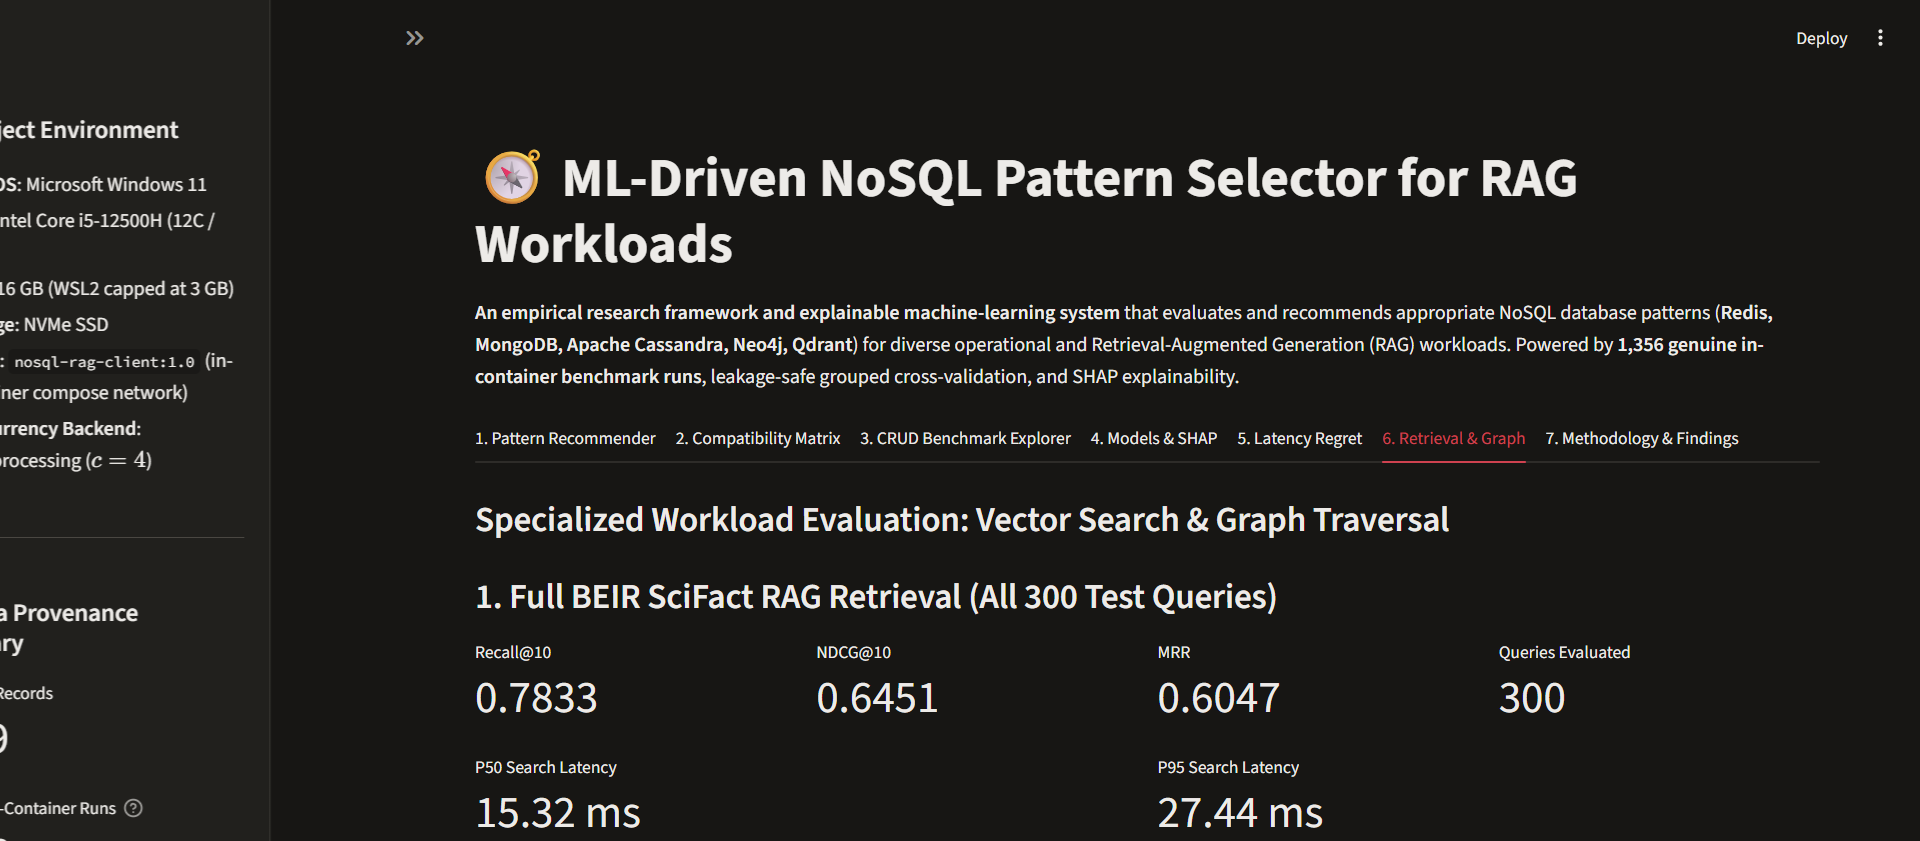 Deploy
ject Environment
OS: Microsoft Windows 11
ntel Core i5-12500H (12C /
16 GB (WSL2 capped at 3 GB)
ge: NVMe SSD
: nosql-rag-client:1.0 (in-
ner compose network)
urrency Backend:
rocessing (c = 4)
a Provenance
ry
Records
9
-Container Runs
ML-Driven NoSQL Pattern Selector for RAG
Workloads
An empirical research framework and explainable machine-learning system that evaluates and recommends appropriate NoSQL database patterns (Redis,
MongoDB, Apache Cassandra, Neo4j, Qdrant) for diverse operational and Retrieval-Augmented Generation (RAG) workloads. Powered by 1,356 genuine in-
container benchmark runs, leakage-safe grouped cross-validation, and SHAP explainability.
1. Pattern Recommender 2. Compatibility Matrix 3. CRUD Benchmark Explorer 4. Models & SHAP 5. Latency Regret 6. Retrieval & Graph 7. Methodology & Findings
Specialized Workload Evaluation: Vector Search & Graph Traversal
1. Full BEIR SciFact RAG Retrieval (All 300 Test Queries)
Recall@10 NDCG@10 MRR Queries Evaluated
0.7833 0.6451 0.6047 300
P50 Search Latency P95 Search Latency
15.32 ms 27.44 ms